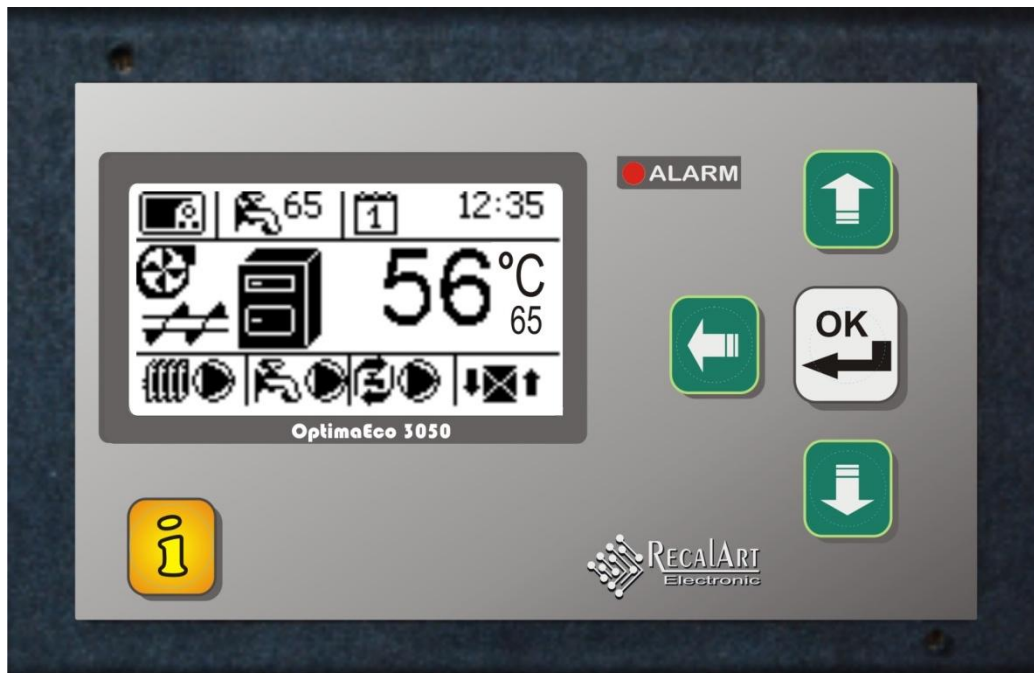 ALARM
65
1
12:35
56 °C
65
OK
OptimaEco 3050
i
RECALART
Electronic